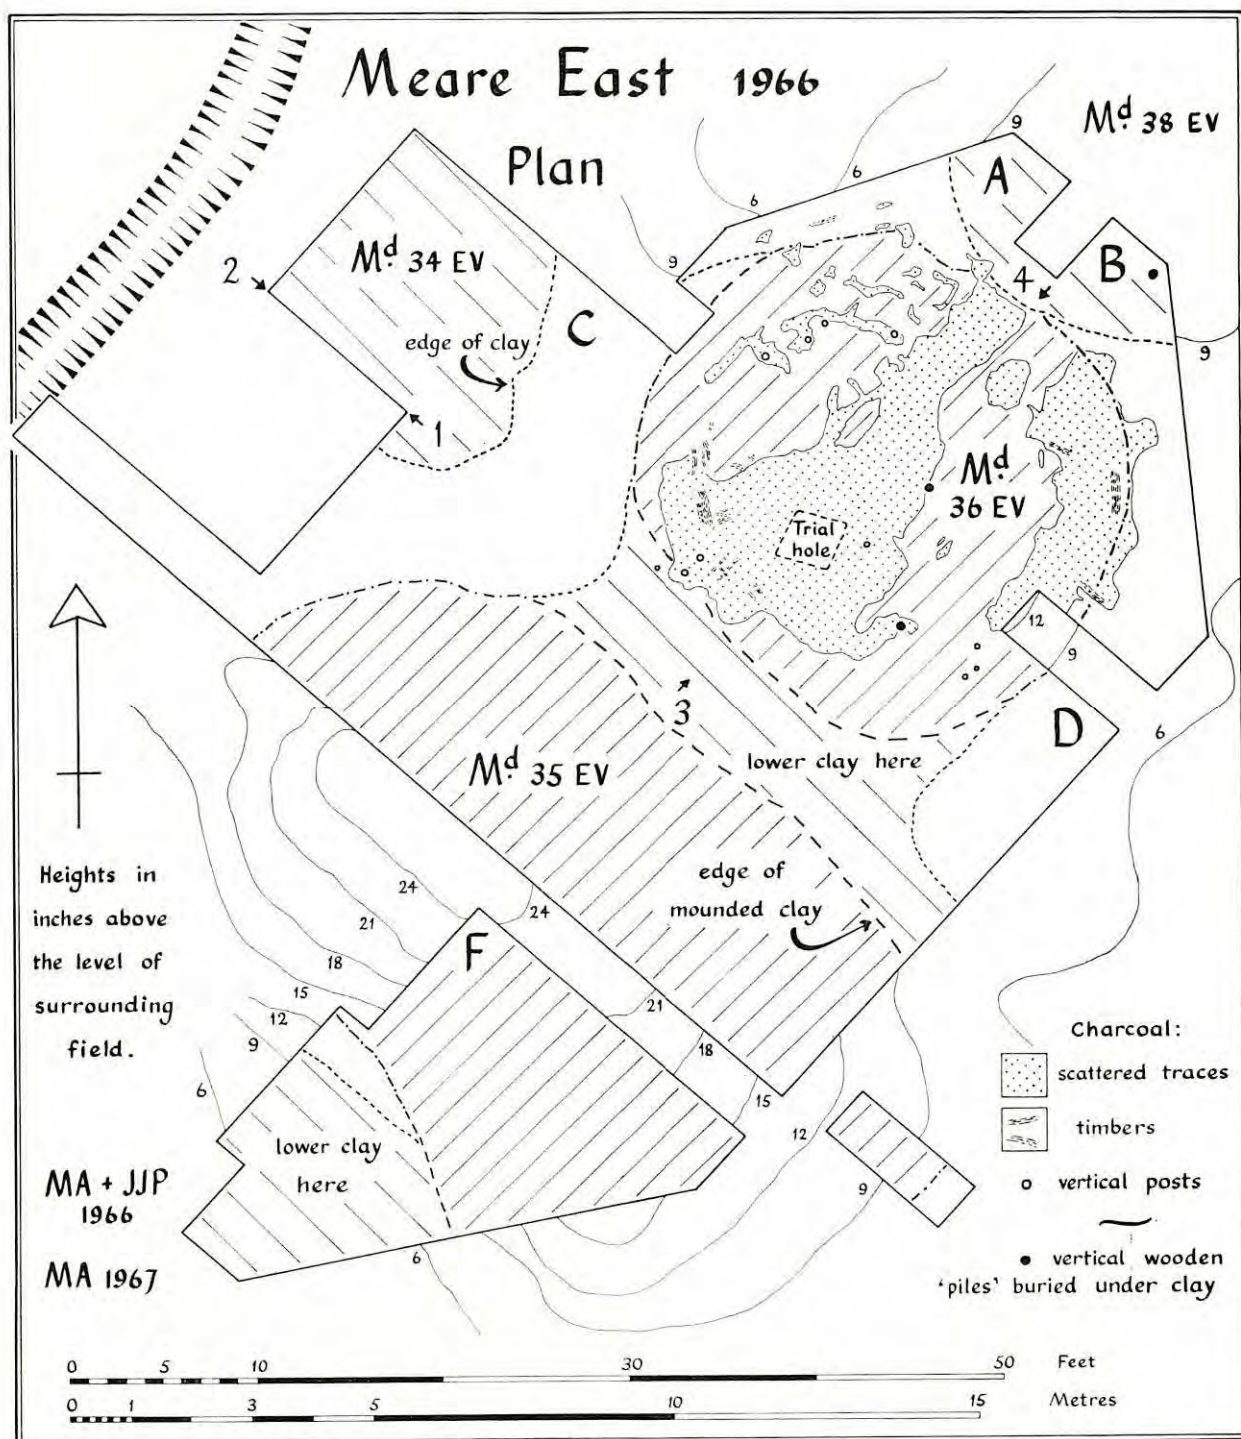 Meare East 1966
Plan
Md. 38 EV
9
6
6
A
9
B
4
9
Md. 34 EV
2
C
edge of clay
1
Md.
36 EV
Trial
hole
12
9
D
6
3
lower clay here
Md. 35 EV
edge of
mounded clay
Heights in
inches above
the level of
surrounding
field.
24
24
21
18
15
12
9
6
F
21
18
15
12
9
6
lower clay
here
MA + JJP
1966
MA 1967
Charcoal:
scattered traces
timbers
vertical posts
vertical wooden
'piles' buried under clay
0 5 10 30 50 Feet
0 1 3 5 10 15 Metres